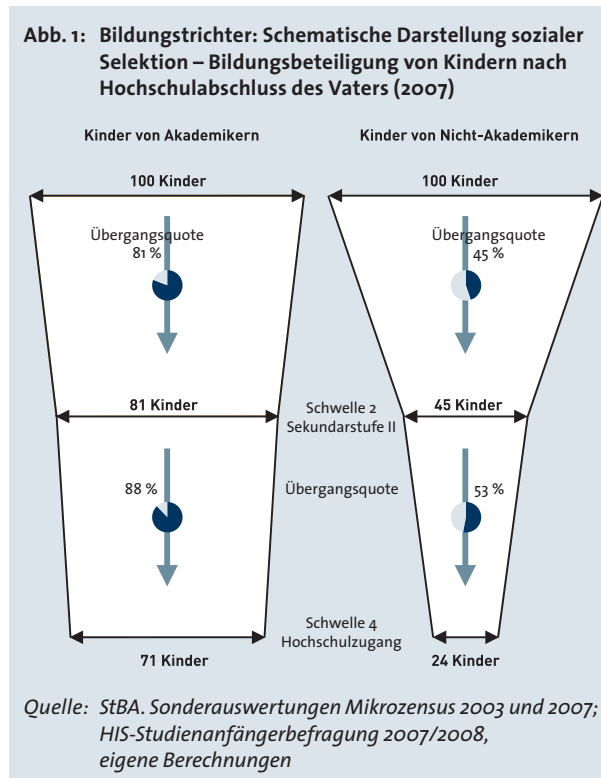 Abb. 1: Bildungstrichter: Schematische Darstellung sozialer
Selektion – Bildungsbeteiligung von Kindern nach
Hochschulabschluss des Vaters (2007)
Kinder von Akademikern
Kinder von Nicht-Akademikern
100 Kinder
100 Kinder
Übergangsquote
81 %
Übergangsquote
45 %
81 Kinder
Schwelle 2
Sekundarstufe II
45 Kinder
88 %
Übergangsquote
53 %
Schwelle 4
Hochschulzugang
71 Kinder
24 Kinder
Quelle: StBA. Sonderauswertungen Mikrozensus 2003 und 2007;
HIS-Studienanfängerbefragung 2007/2008,
eigene Berechnungen